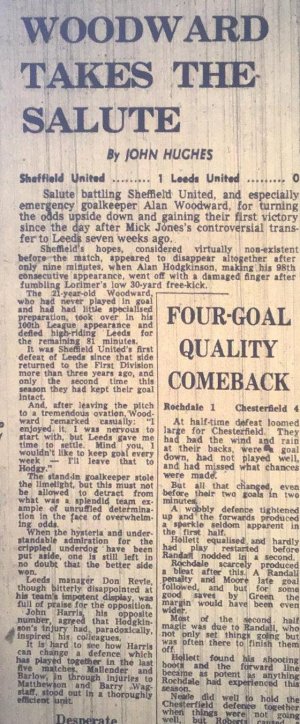 WOODWARD
TAKES THE
SALUTE
By JOHN HUGHES
Sheffield United ......... 1 Leeds United ......... 0
Salute battling Sheffield United, and especially
emergency goalkeeper Alan Woodward, for turning
the odds upside down and gaining their first victory
since the day after Mick Jones's controversial trans-
fer to Leeds seven weeks ago.
Sheffield's hopes, considered virtually non-existent
before the match, appeared to disappear altogether after
only nine minutes, when Alan Hodgkinson, making his 98th
consecutive appearance, went off with a damaged finger after
fumbling Lorimer's low 30-yard free-kick.
The 21-year-old Woodward,
who had never played in goal
and had had little specialised
preparation, took over in his
100th League appearance and
defied high-riding Leeds for
the remaining 81 minutes.
It was Sheffield United's first
defeat of Leeds since that side
returned to the First Division
more than three years ago, and
only the second time this
season they had kept their goal
intact.
And, after leaving the pitch
to a tremendous ovation, Wood-
ward remarked casually: "I
enjoyed it. I was nervous to
start with, but Leeds gave me
time to settle. Mind you, I
wouldn't like to keep goal every
week — I'll leave that to
Hodgy."
The stand-in goalkeeper stole
the limelight, but this must not
be allowed to detract from
what was a splendid team ex-
ample of unruffled determina-
tion in the face of overwhelm-
ing odds.
When the hysteria and under-
standable admiration for the
crippled underdog have been
put aside, one is still left in
no doubt that the better side
won.
Leeds manager Don Revie,
though bitterly disappointed at
his team's impotent display, was
full of praise for the opposition.
John Harris, his opposite
number, agreed that Hodgkin-
son's injury had, paradoxically,
inspired his colleagues.
It is hard to see how Harris
can change a defence which
has played together in the last
five matches. Mallender and
Barlow, in through injuries to
Matthewson and Barry Wag-
staff, stood out in a thoroughly
efficient unit.
Desperate
FOUR-GOAL
QUALITY
COMEBACK
Rochdale 1 Chesterfield 4
At half-time defeat loomed
large for Chesterfield. They
had had the wind and rain
at their backs, were a goal
down, had not played well,
and had missed what chances
were made.
But all that changed, even
before their two goals in two
minutes.
A wobbly defence tightened
up and the forwards produced
a sparkle seldom apparent in
the first half.
Hollett equalised, and hardly
had play restarted before
Randall nodded in a second.
Rochdale scarcely produced
a bleat after this. A Randall
penalty and Moore late goal
followed, and but for some
good saves by Green the
margin would have been even
wider.
Most of the second half
magic was due to Randall, who
not only set things going but
was often there to finish them
off.
Hollett found his shooting
boots and the forward line
became as potent as anything
Rochdale had experienced this
season.
Neale did well to hold the
Chesterfield defence together
when things were not going
well, but Roberts